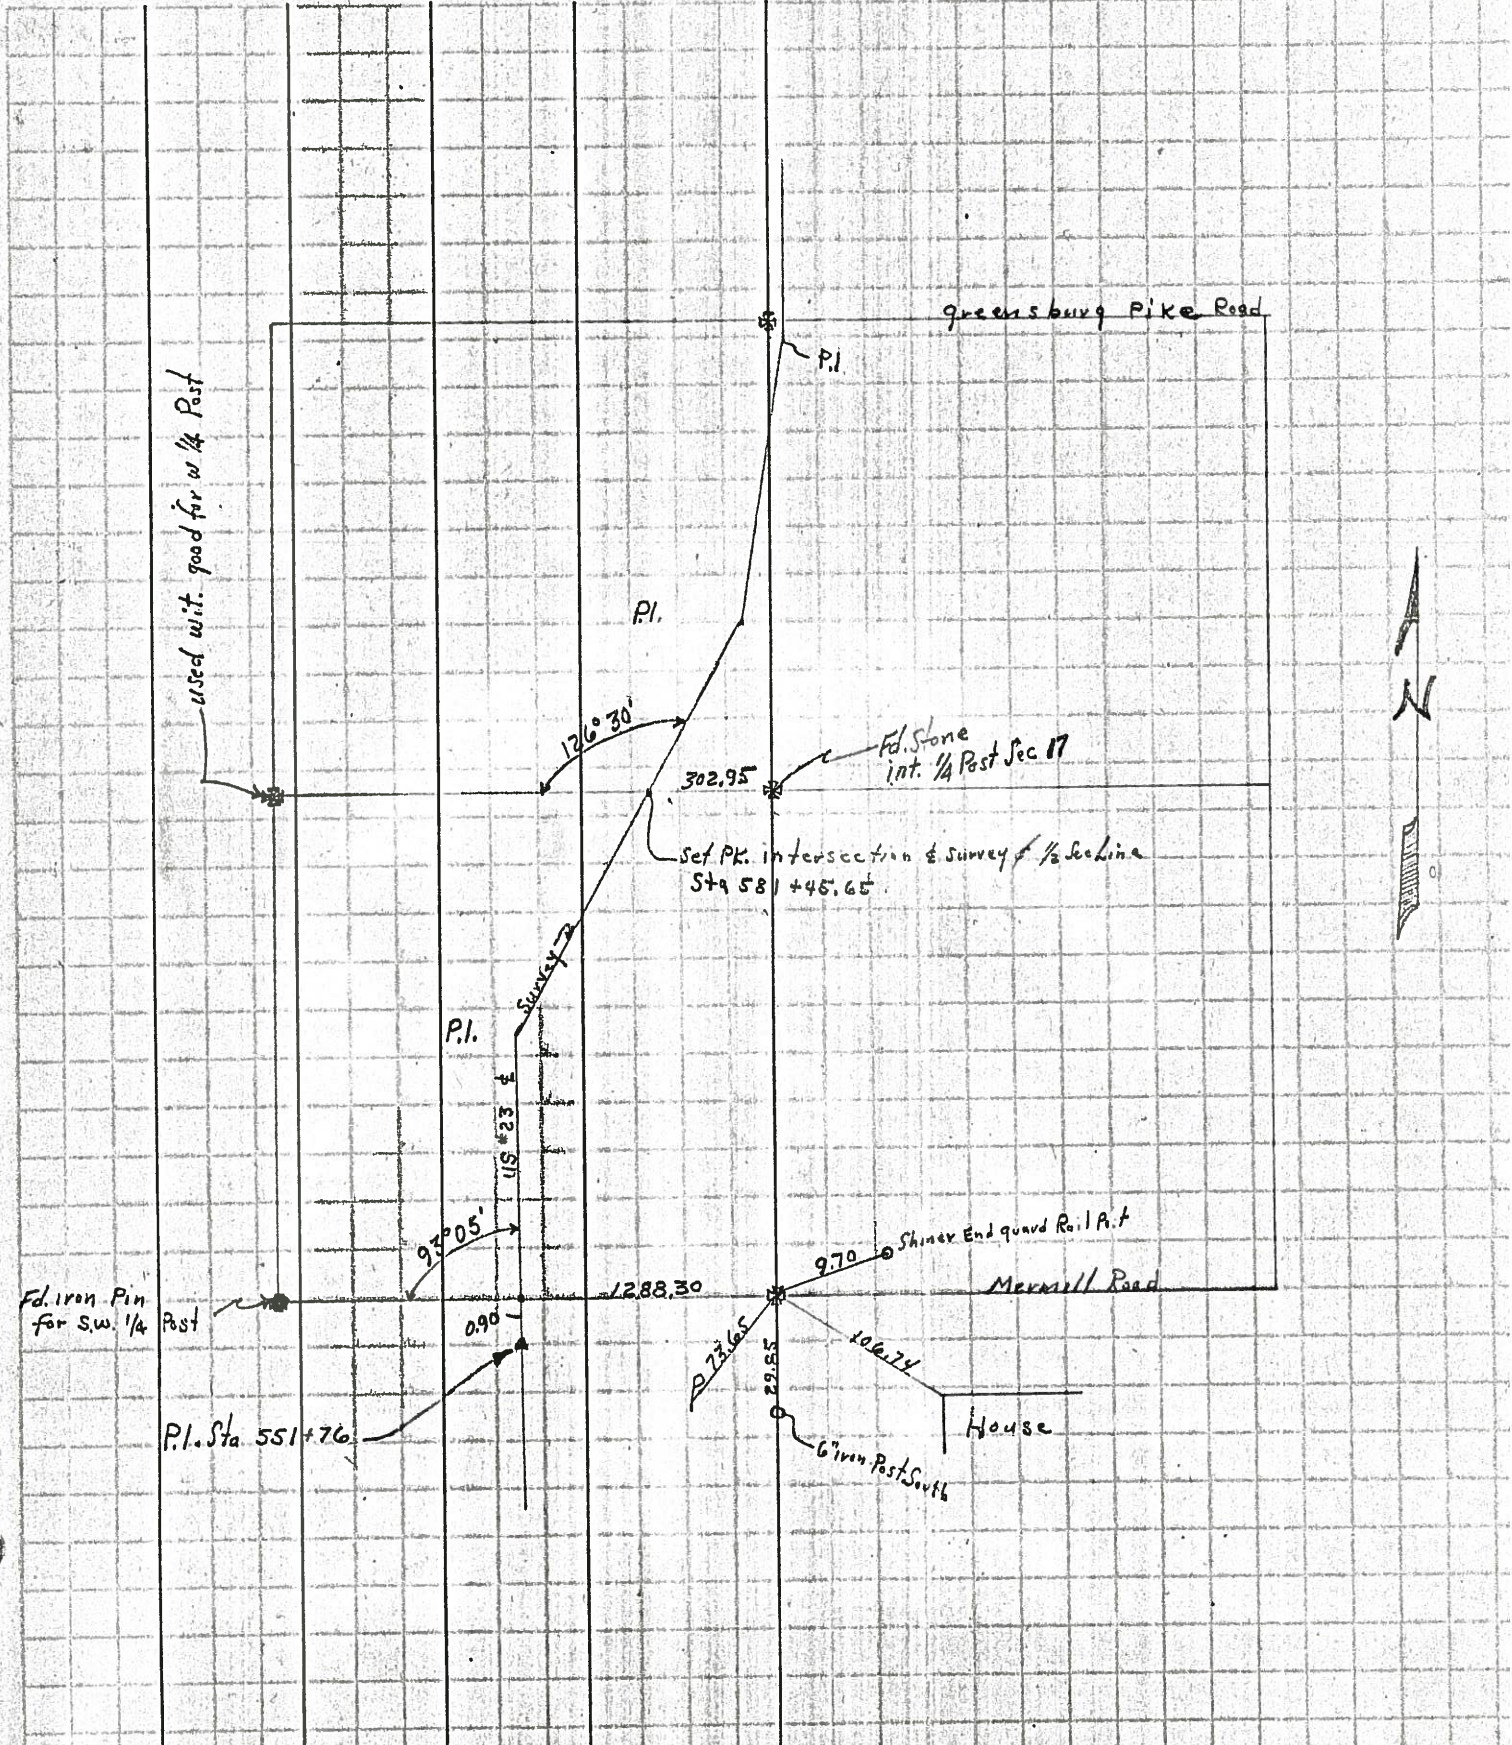 Greensburg Pike Road
P.I.
used wit. good for w 1/4 Post
P.I.
126° 30'
302.95
Fd. Stone
int. 1/4 Post Sec 17
N
Set PK. intersection ₵ survey & 1/2 Sec Line
Sta 581 +45.65
Survey
P.I.
US #23 ₵
93° 05'
Shiner End guard Rail Post
9.70
1288.30
Mermill Road
Fd. iron Pin
for S.W. 1/4 Post
0.90
P 73.65
29.85
106.74
House
P.I. Sta 551+76
6" iron Post South